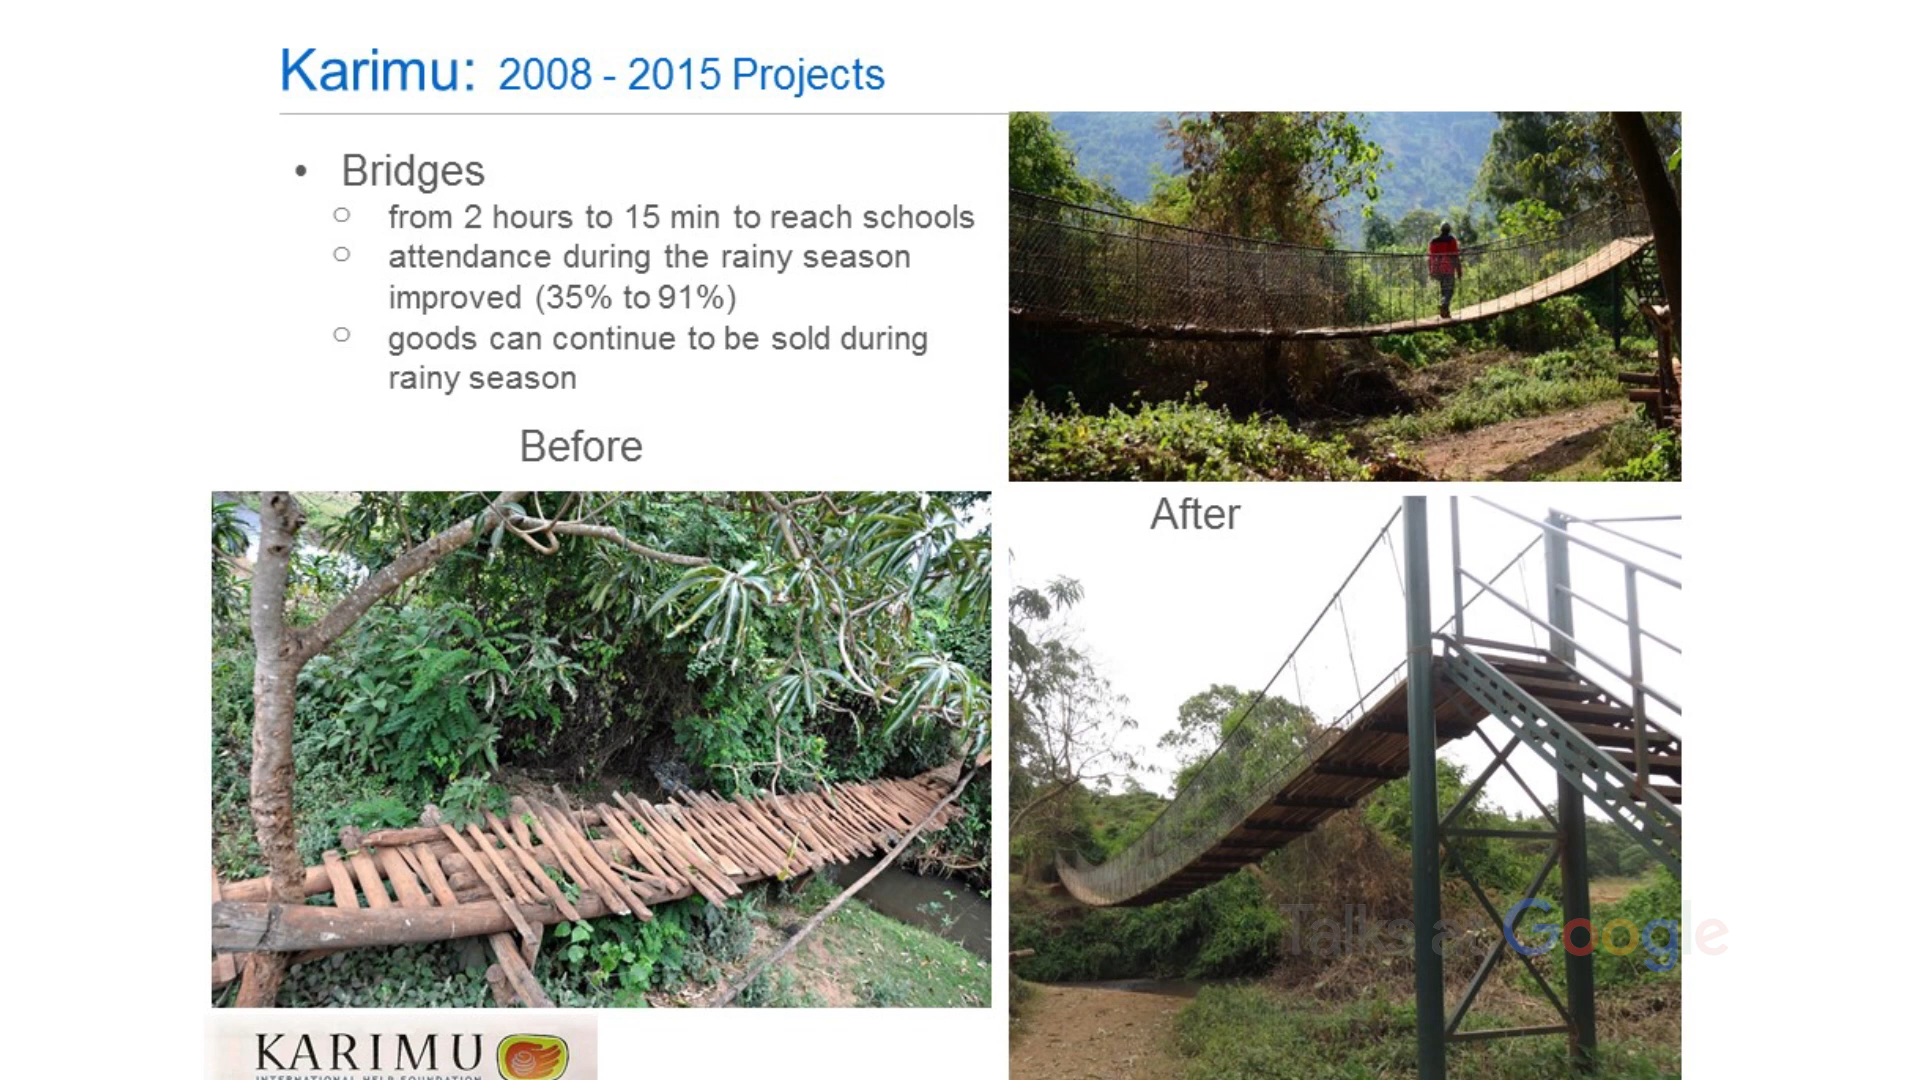 Karimu: 2008 - 2015 Projects
• Bridges
○ from 2 hours to 15 min to reach schools
○ attendance during the rainy season
improved (35% to 91%)
○ goods can continue to be sold during
rainy season
Before
After
Talks at Google
KARIMU
INTERNATIONAL HELP FOUNDATION